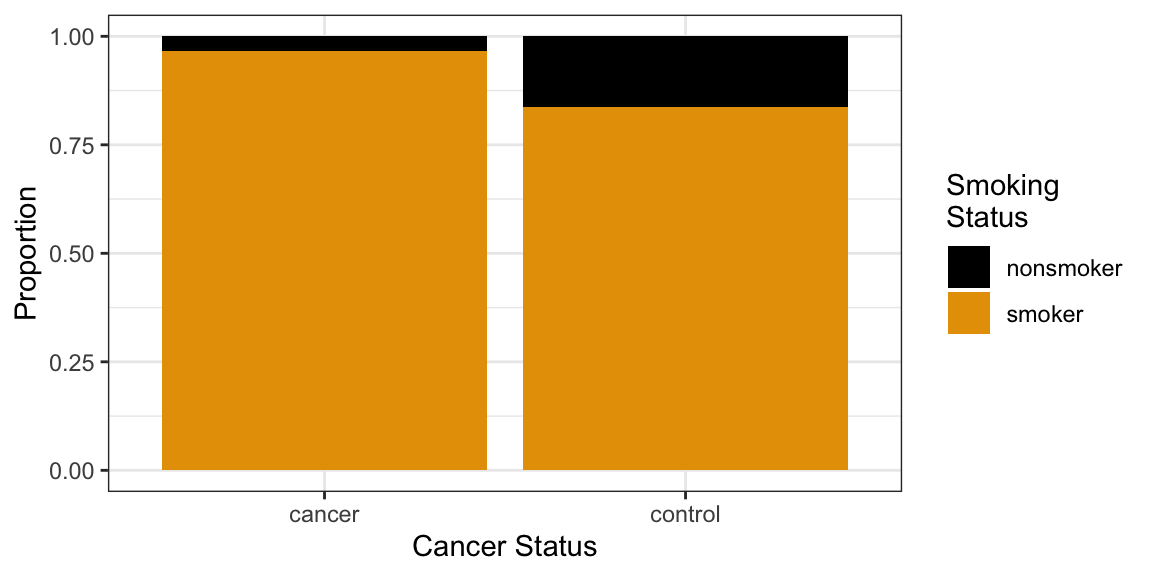 1.00
0.75
0.50
0.25
0.00
Proportion
cancer
control
Cancer Status
Smoking
Status
nonsmoker
smoker